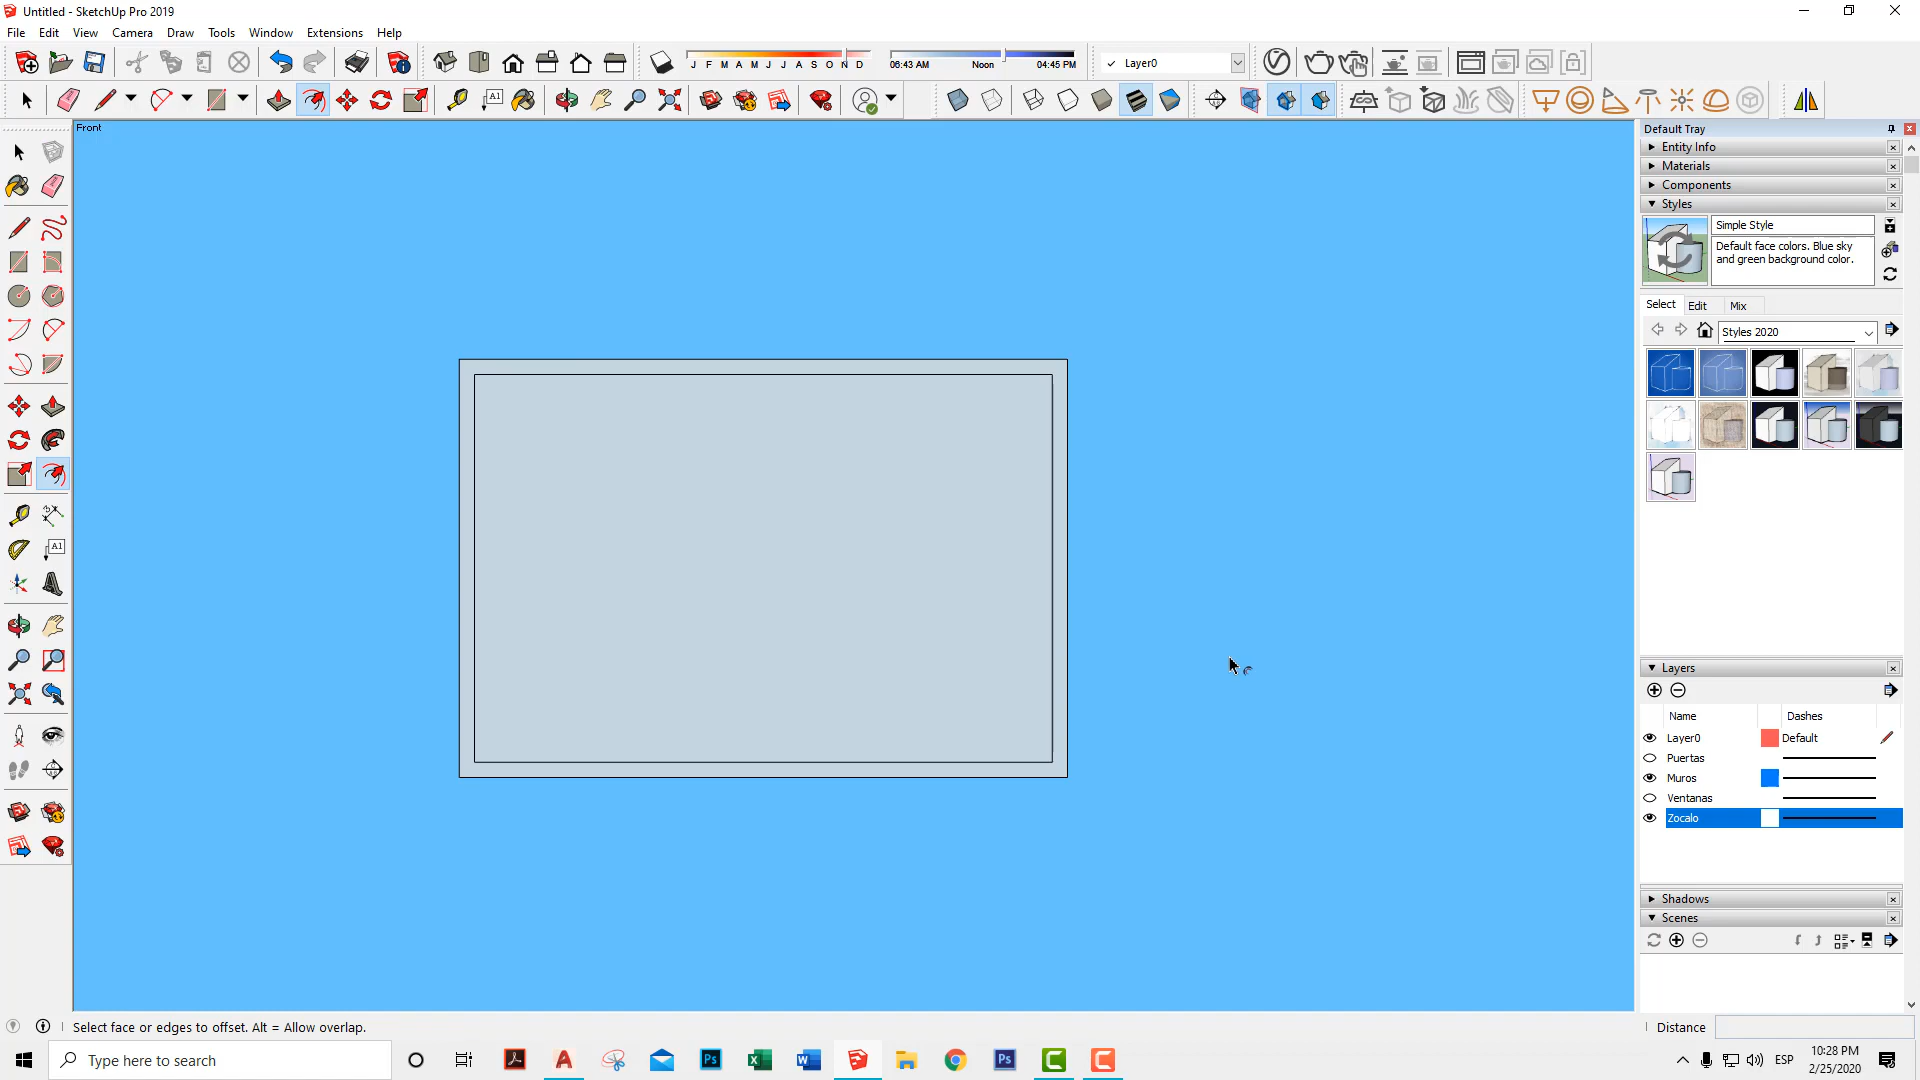 Untitled - SketchUp Pro 2019
File Edit View Camera Draw Tools Window Extensions Help
J F M A M J J A S O N D
06:43 AM Noon 04:45 PM
Layer0
A1
Front
Default Tray
Entity Info
Materials
Components
Styles
Simple Style
Default face colors. Blue sky
and green background color.
Select Edit Mix
Styles 2020
A1
Layers
Name Dashes
Layer0 Default
Puertas
Muros
Ventanas
Zocalo
Shadows
Scenes
Select face or edges to offset. Alt = Allow overlap.
Distance
Type here to search
Ps
Ps
ESP
10:28 PM
2/25/2020